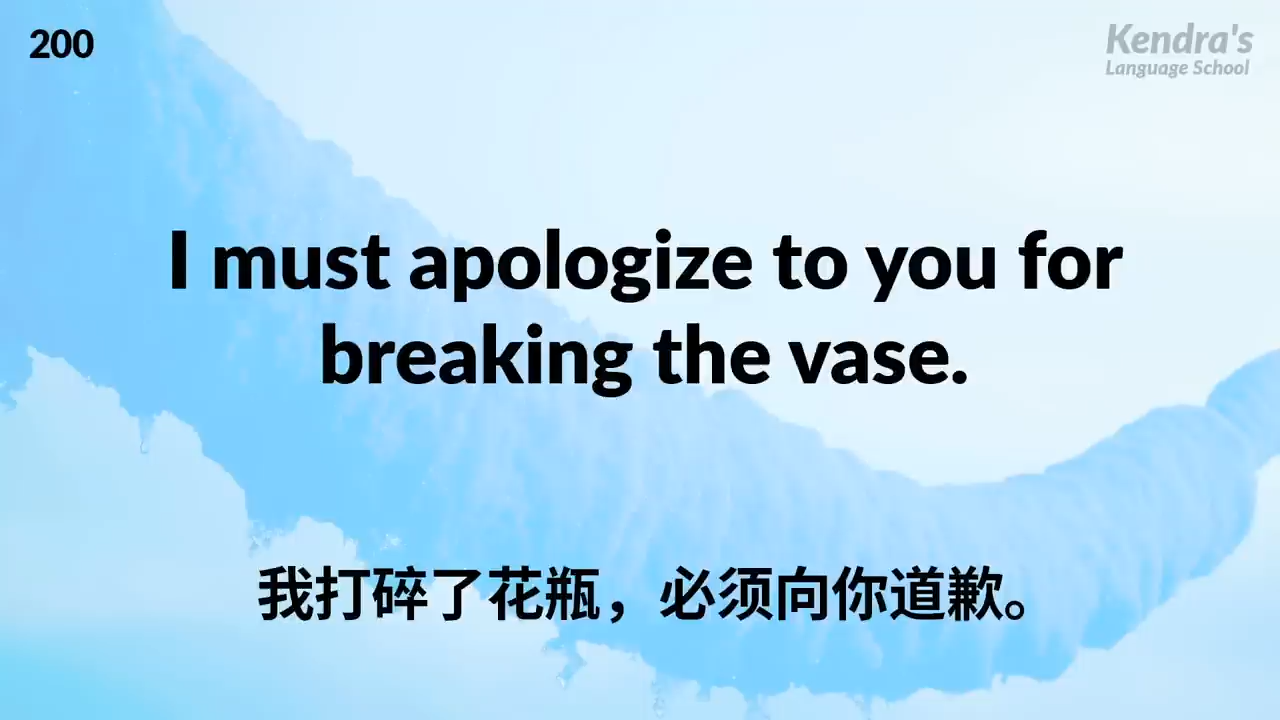 200
Kendra's
Language School
I must apologize to you for
breaking the vase.
我打碎了花瓶，必须向你道歉。